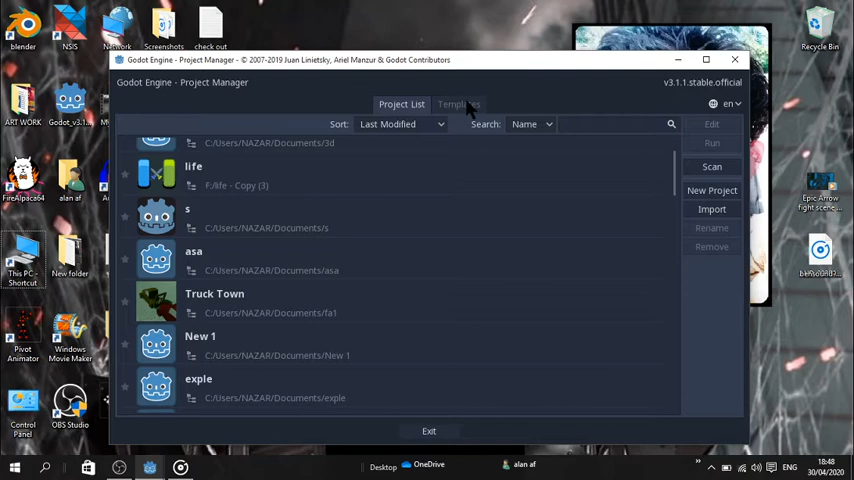 blender
NSIS
Network
Screenshots
check out
Recycle Bin
Godot Engine - Project Manager - © 2007-2019 Juan Linietsky, Ariel Manzur & Godot Contributors
Godot Engine - Project Manager
v3.1.1.stable.official
Project List
Templates
en
ART WORK
Godot_v3.1...
Sort:
Last Modified
Search:
Name
Edit
C:/Users/NAZAR/Documents/3d
Run
life
Scan
F:/life - Copy (3)
New Project
FireAlpaca64
alan af
s
Import
C:/Users/NAZAR/Documents/s
Rename
Epic Arrow
fight scene ...
asa
Remove
C:/Users/NAZAR/Documents/asa
This PC -
Shortcut
New folder
Truck Town
C:/Users/NAZAR/Documents/fa1
New 1
Pivot
Animator
Windows
Movie Maker
C:/Users/NAZAR/Documents/New 1
exple
C:/Users/NAZAR/Documents/exple
Control
Panel
OBS Studio
Exit
Desktop
OneDrive
alan af
ENG
18:48
30/04/2020